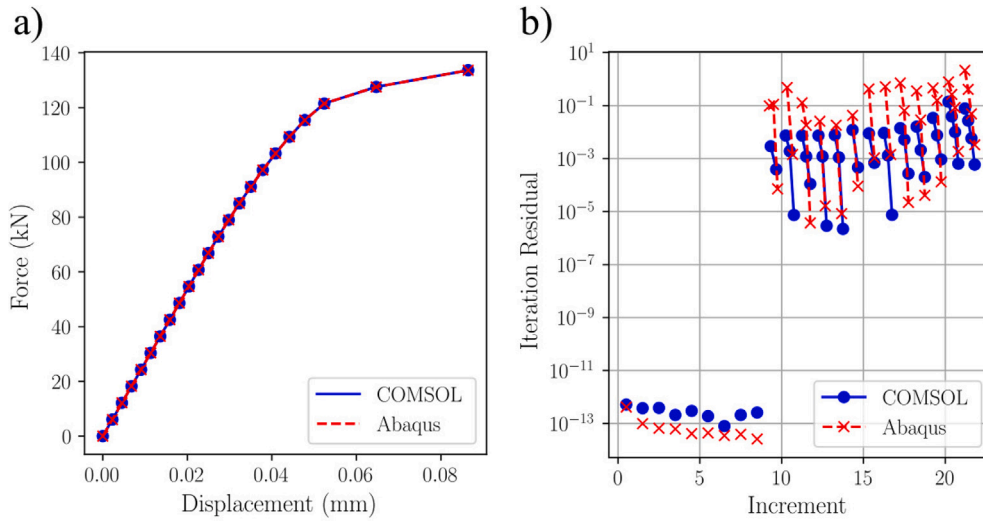 a)
140
120
100
80
60
40
20
0
Force (kN)
0.00
0.02
0.04
0.06
0.08
Displacement (mm)
COMSOL
Abaqus
b)
10^1
10^-1
10^-3
10^-5
10^-7
10^-9
10^-11
10^-13
Iteration Residual
0
5
10
15
20
Increment
COMSOL
Abaqus